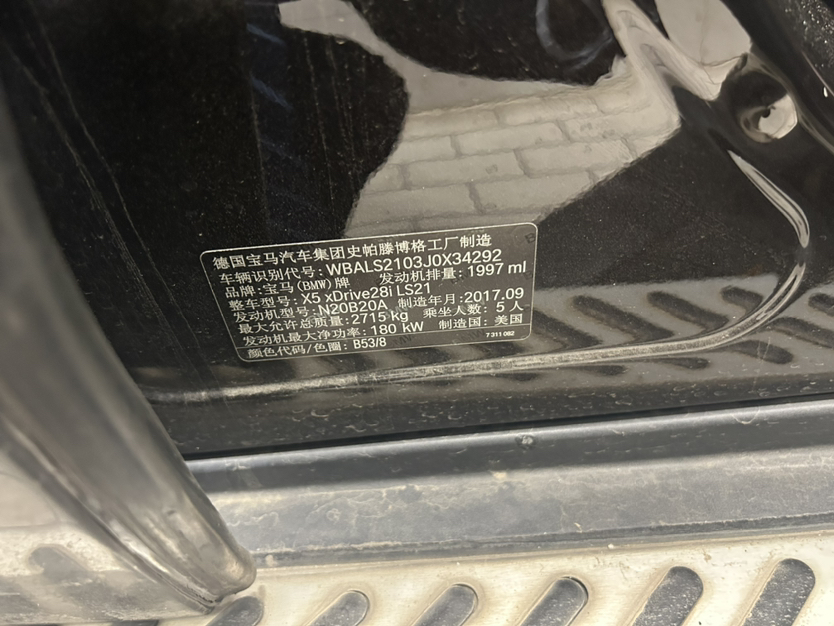 德国宝马汽车集团史帕滕博格工厂制造
车辆识别代号: WBALS2103J0X34292
品牌: 宝马(BMW)牌 发动机排量: 1997 ml
整车型号: X5 xDrive28i LS21
发动机型号: N20B20A 制造年月: 2017.09
最大允许总质量: 2715 kg 乘坐人数: 5 人
发动机最大净功率: 180 kW 制造国: 美国
颜色代码/色圈: B53/8 7 311 082